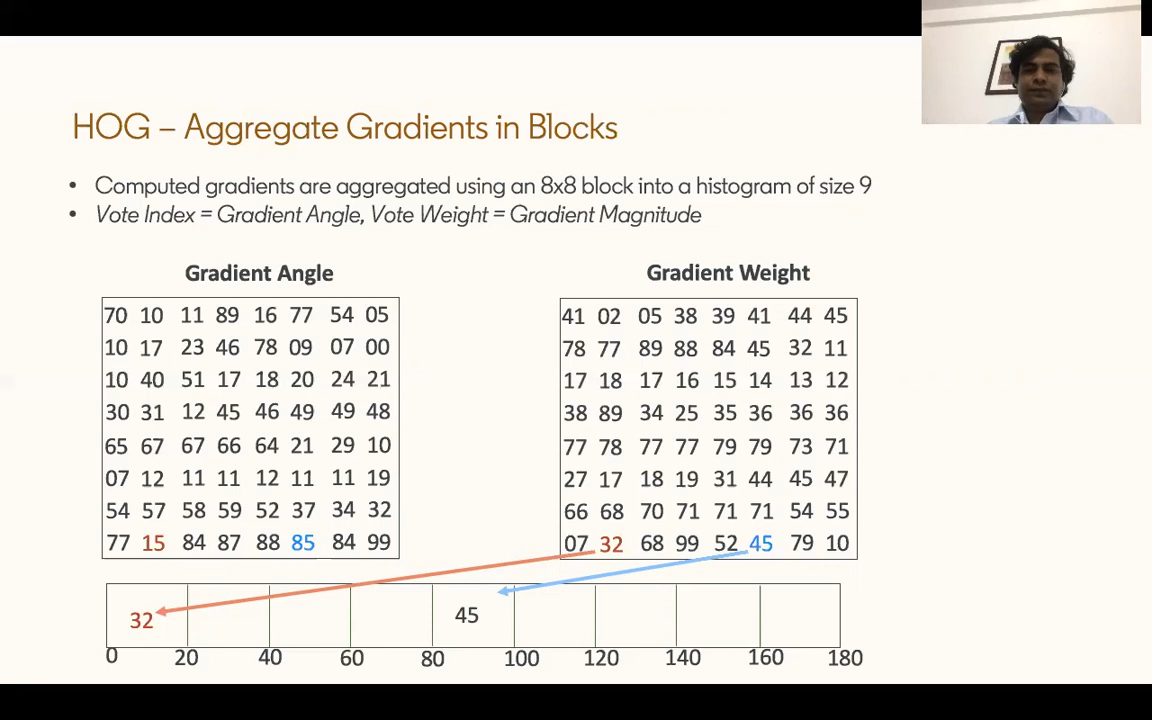 HOG – Aggregate Gradients in Blocks
• Computed gradients are aggregated using an 8x8 block into a histogram of size 9
• Vote Index = Gradient Angle, Vote Weight = Gradient Magnitude
Gradient Angle
70 10 11 89 16 77 54 05
10 17 23 46 78 09 07 00
10 40 51 17 18 20 24 21
30 31 12 45 46 49 49 48
65 67 67 66 64 21 29 10
07 12 11 11 12 11 11 19
54 57 58 59 52 37 34 32
77 15 84 87 88 85 84 99
Gradient Weight
41 02 05 38 39 41 44 45
78 77 89 88 84 45 32 11
17 18 17 16 15 14 13 12
38 89 34 25 35 36 36 36
77 78 77 77 79 79 73 71
27 17 18 19 31 44 45 47
66 68 70 71 71 71 54 55
07 32 68 99 52 45 79 10
32 45
0 20 40 60 80 100 120 140 160 180